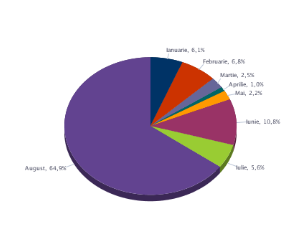 Ianuarie, 6,1%
Februarie, 6,8%
Martie, 2,5%
Aprilie, 1,0%
Mai, 2,2%
Iunie, 10,8%
Iulie, 5,6%
August, 64,9%